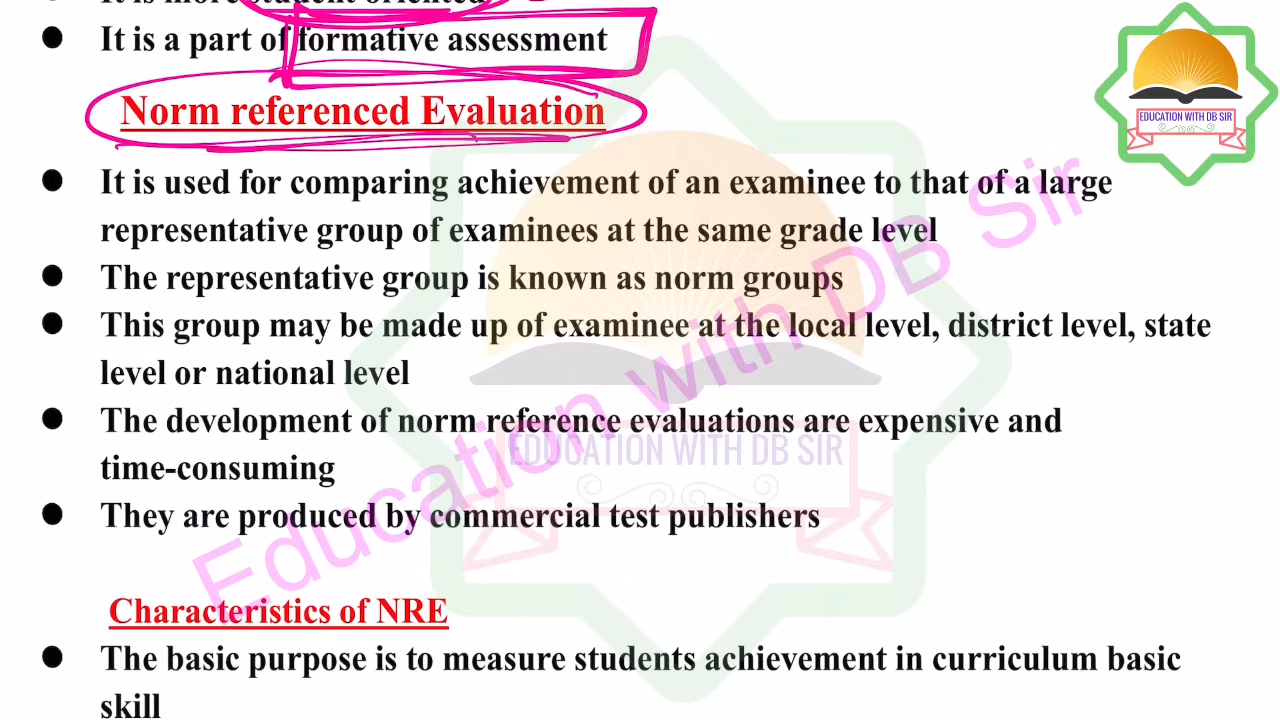 It is more student oriented
It is a part of formative assessment
Norm referenced Evaluation
It is used for comparing achievement of an examinee to that of a large
representative group of examinees at the same grade level
The representative group is known as norm groups
This group may be made up of examinee at the local level, district level, state
level or national level
The development of norm reference evaluations are expensive and
time-consuming
They are produced by commercial test publishers
Characteristics of NRE
The basic purpose is to measure students achievement in curriculum basic
skill
EDUCATION WITH DB SIR
Education with DB Sir
EDUCATION WITH DB SIR